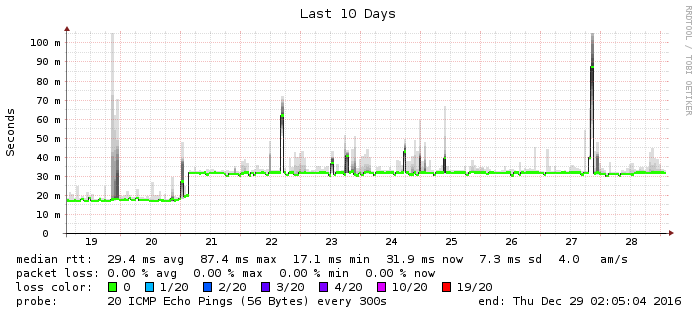 Last 10 Days
RRDTOOL / TOBI OETIKER
Seconds
100 m
90 m
80 m
70 m
60 m
50 m
40 m
30 m
20 m
10 m
0
19 20 21 22 23 24 25 26 27 28
median rtt: 29.4 ms avg 87.4 ms max 17.1 ms min 31.9 ms now 7.3 ms sd 4.0 am/s
packet loss: 0.00 % avg 0.00 % max 0.00 % min 0.00 % now
loss color: 0 1/20 2/20 3/20 4/20 10/20 19/20
probe: 20 ICMP Echo Pings (56 Bytes) every 300s end: Thu Dec 29 02:05:04 2016